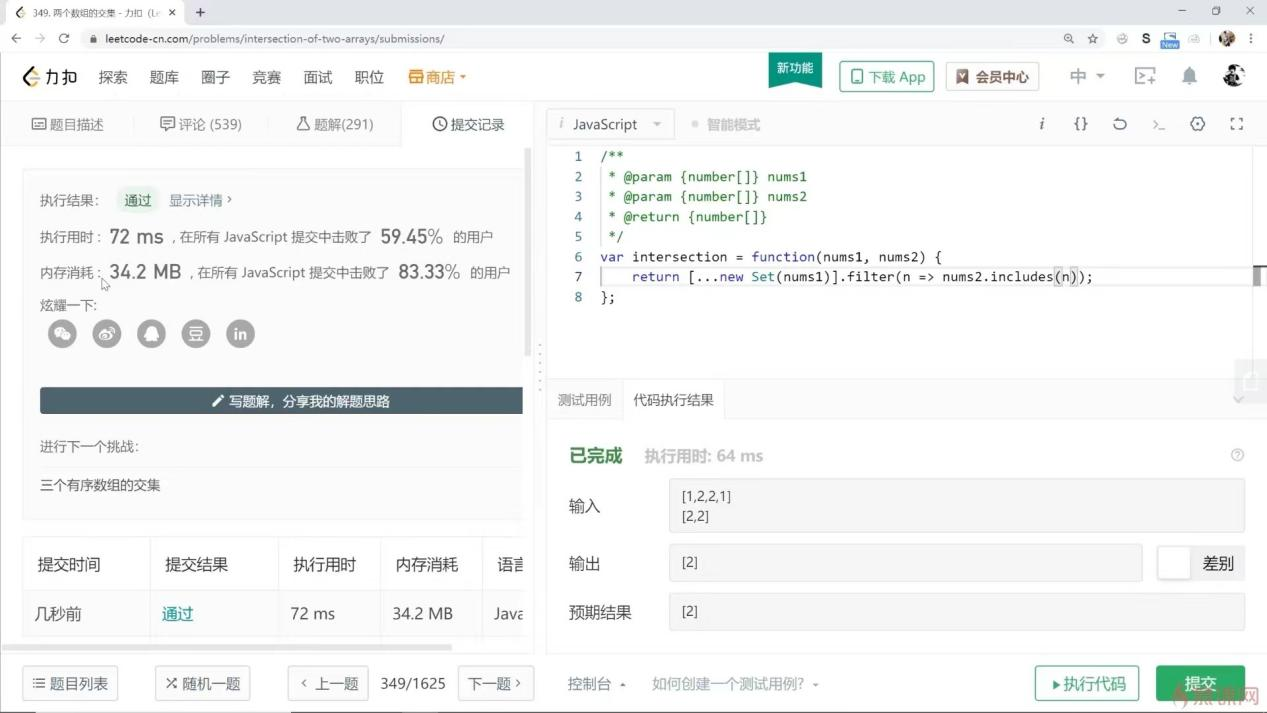 349. 两个数组的交集 - 力扣 (Le
leetcode-cn.com/problems/intersection-of-two-arrays/submissions/
S
New
力扣 探索 题库 圈子 竞赛 面试 职位 商店 新功能 下载 App 会员中心 中
题目描述 评论 (539) 题解(291) 提交记录
i JavaScript 智能模式 i {} >_
执行结果： 通过 显示详情 >
执行用时 : 72 ms , 在所有 JavaScript 提交中击败了 59.45% 的用户
内存消耗 : 34.2 MB , 在所有 JavaScript 提交中击败了 83.33% 的用户
炫耀一下:
豆 in
写题解，分享我的解题思路
进行下一个挑战:
三个有序数组的交集
提交时间 提交结果 执行用时 内存消耗 语言
几秒前 通过 72 ms 34.2 MB Java
1 /**
2 * @param {number[]} nums1
3 * @param {number[]} nums2
4 * @return {number[]}
5 */
6 var intersection = function(nums1, nums2) {
7 return [...new Set(nums1)].filter(n => nums2.includes(n));
8 };
测试用例 代码执行结果
已完成 执行用时: 64 ms
输入
[1,2,2,1]
[2,2]
输出 [2] 差别
预期结果 [2]
题目列表 随机一题 < 上一题 349/1625 下一题 > 控制台 如何创建一个测试用例? 执行代码 提交
慕课网